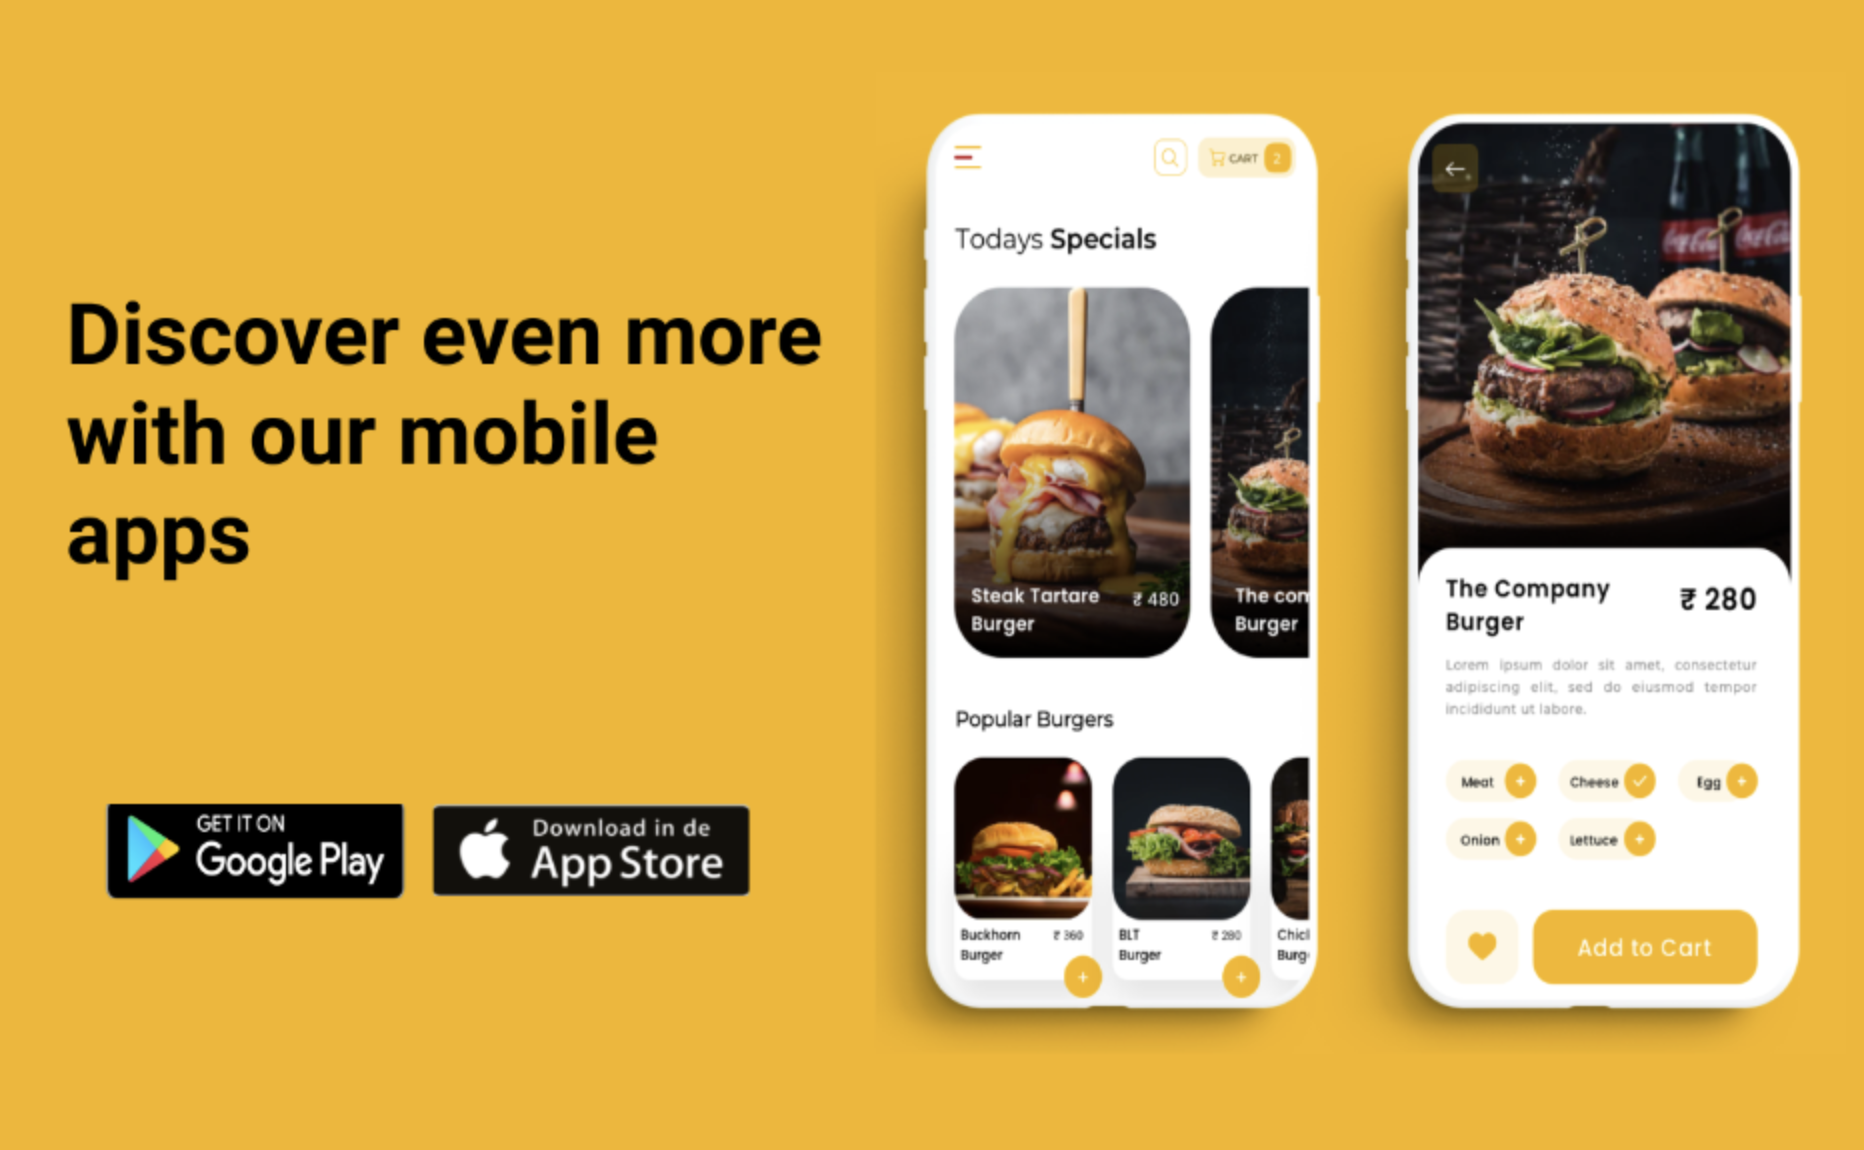 Discover even more
with our mobile
apps
GET IT ON
Google Play
Download in de
App Store
CART 2
Todays Specials
Steak Tartare ₹ 480
Burger
The com
Burger
Popular Burgers
Buckhorn ₹ 360
Burger
BLT ₹ 280
Burger
Chicl
Burg
The Company ₹ 280
Burger
Lorem ipsum dolor sit amet, consectetur
adipiscing elit, sed do eiusmod tempor
incididunt ut labore.
Meat + Cheese Egg +
Onion + Lettuce +
Add to Cart